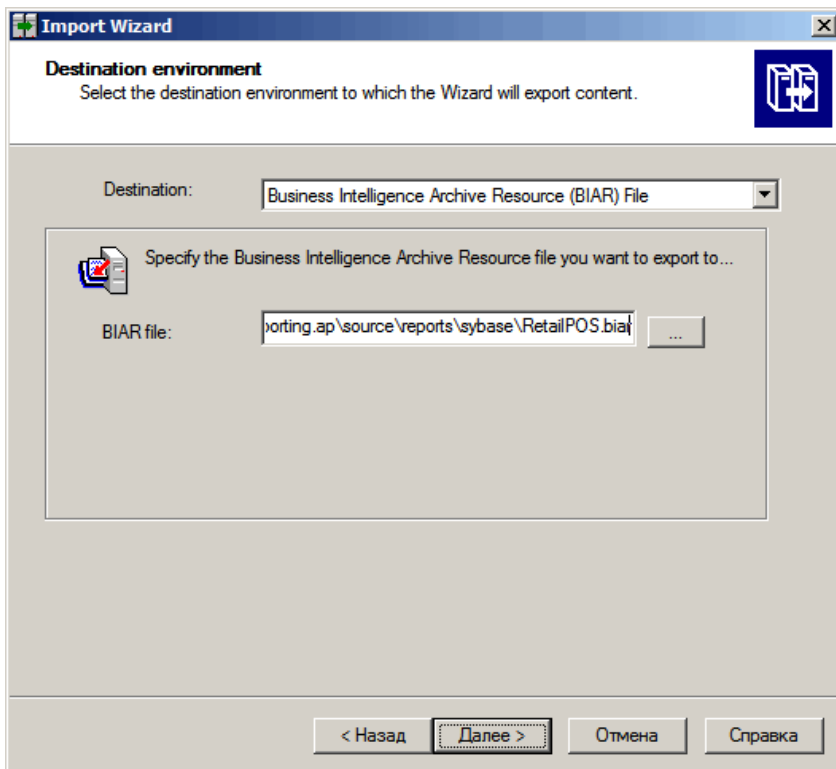 Import Wizard
Destination environment
Select the destination environment to which the Wizard will export content.
Destination:
Business Intelligence Archive Resource (BIAR) File
Specify the Business Intelligence Archive Resource file you want to export to...
BIAR file:
orting.ap\source\reports\sybase\RetailPOS.biar
...
< Назад
Далее >
Отмена
Справка